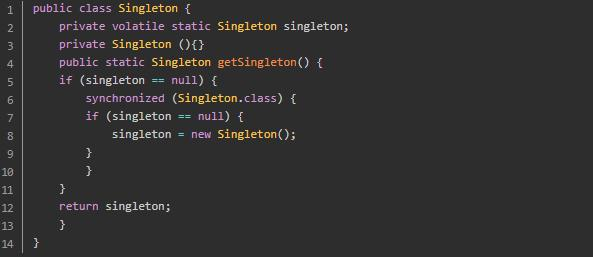 1 public class Singleton {
2     private volatile static Singleton singleton;
3     private Singleton (){}
4     public static Singleton getSingleton() {
5     if (singleton == null) {
6         synchronized (Singleton.class) {
7         if (singleton == null) {
8             singleton = new Singleton();
9         }
10         }
11     }
12     return singleton;
13     }
14 }